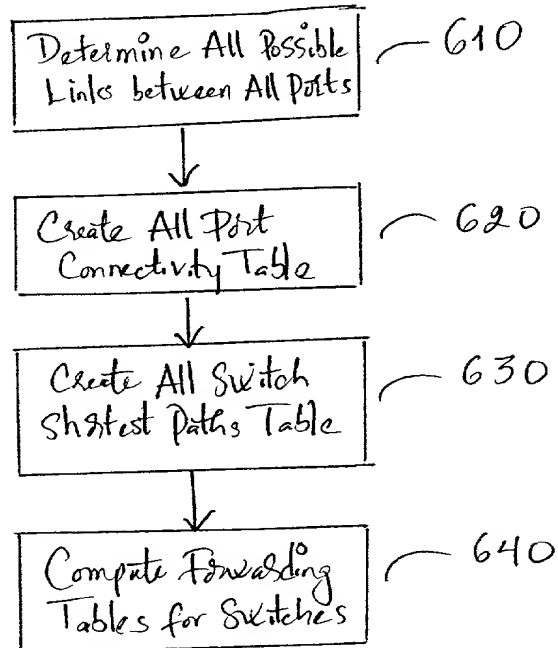 Determine All Possible
Links between All Ports
610
Create All Port
Connectivity Table
620
Create All Switch
Shortest Paths Table
630
Compute Forwarding
Tables for Switches
640